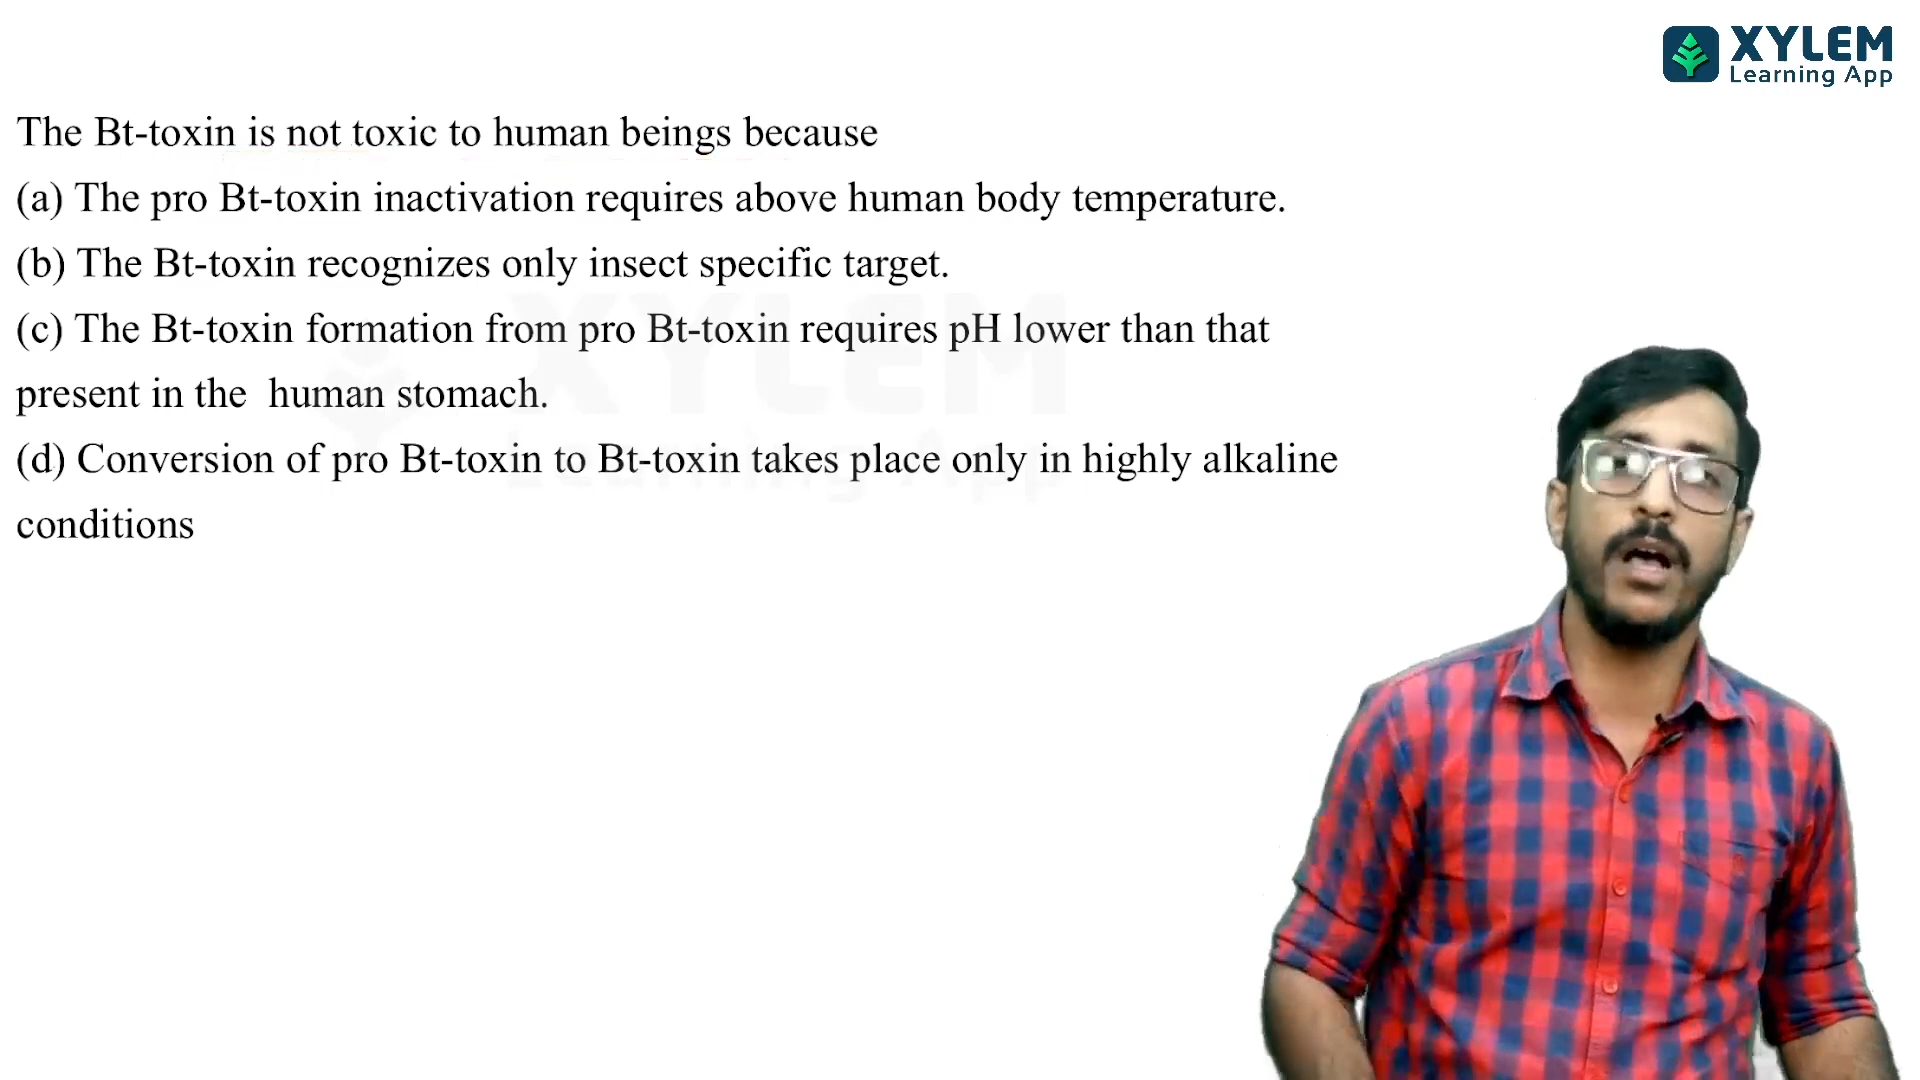 XYLEM
Learning App
The Bt-toxin is not toxic to human beings because
(a) The pro Bt-toxin inactivation requires above human body temperature.
(b) The Bt-toxin recognizes only insect specific target.
(c) The Bt-toxin formation from pro Bt-toxin requires pH lower than that
present in the human stomach.
(d) Conversion of pro Bt-toxin to Bt-toxin takes place only in highly alkaline
conditions
XYLEM
Learning App